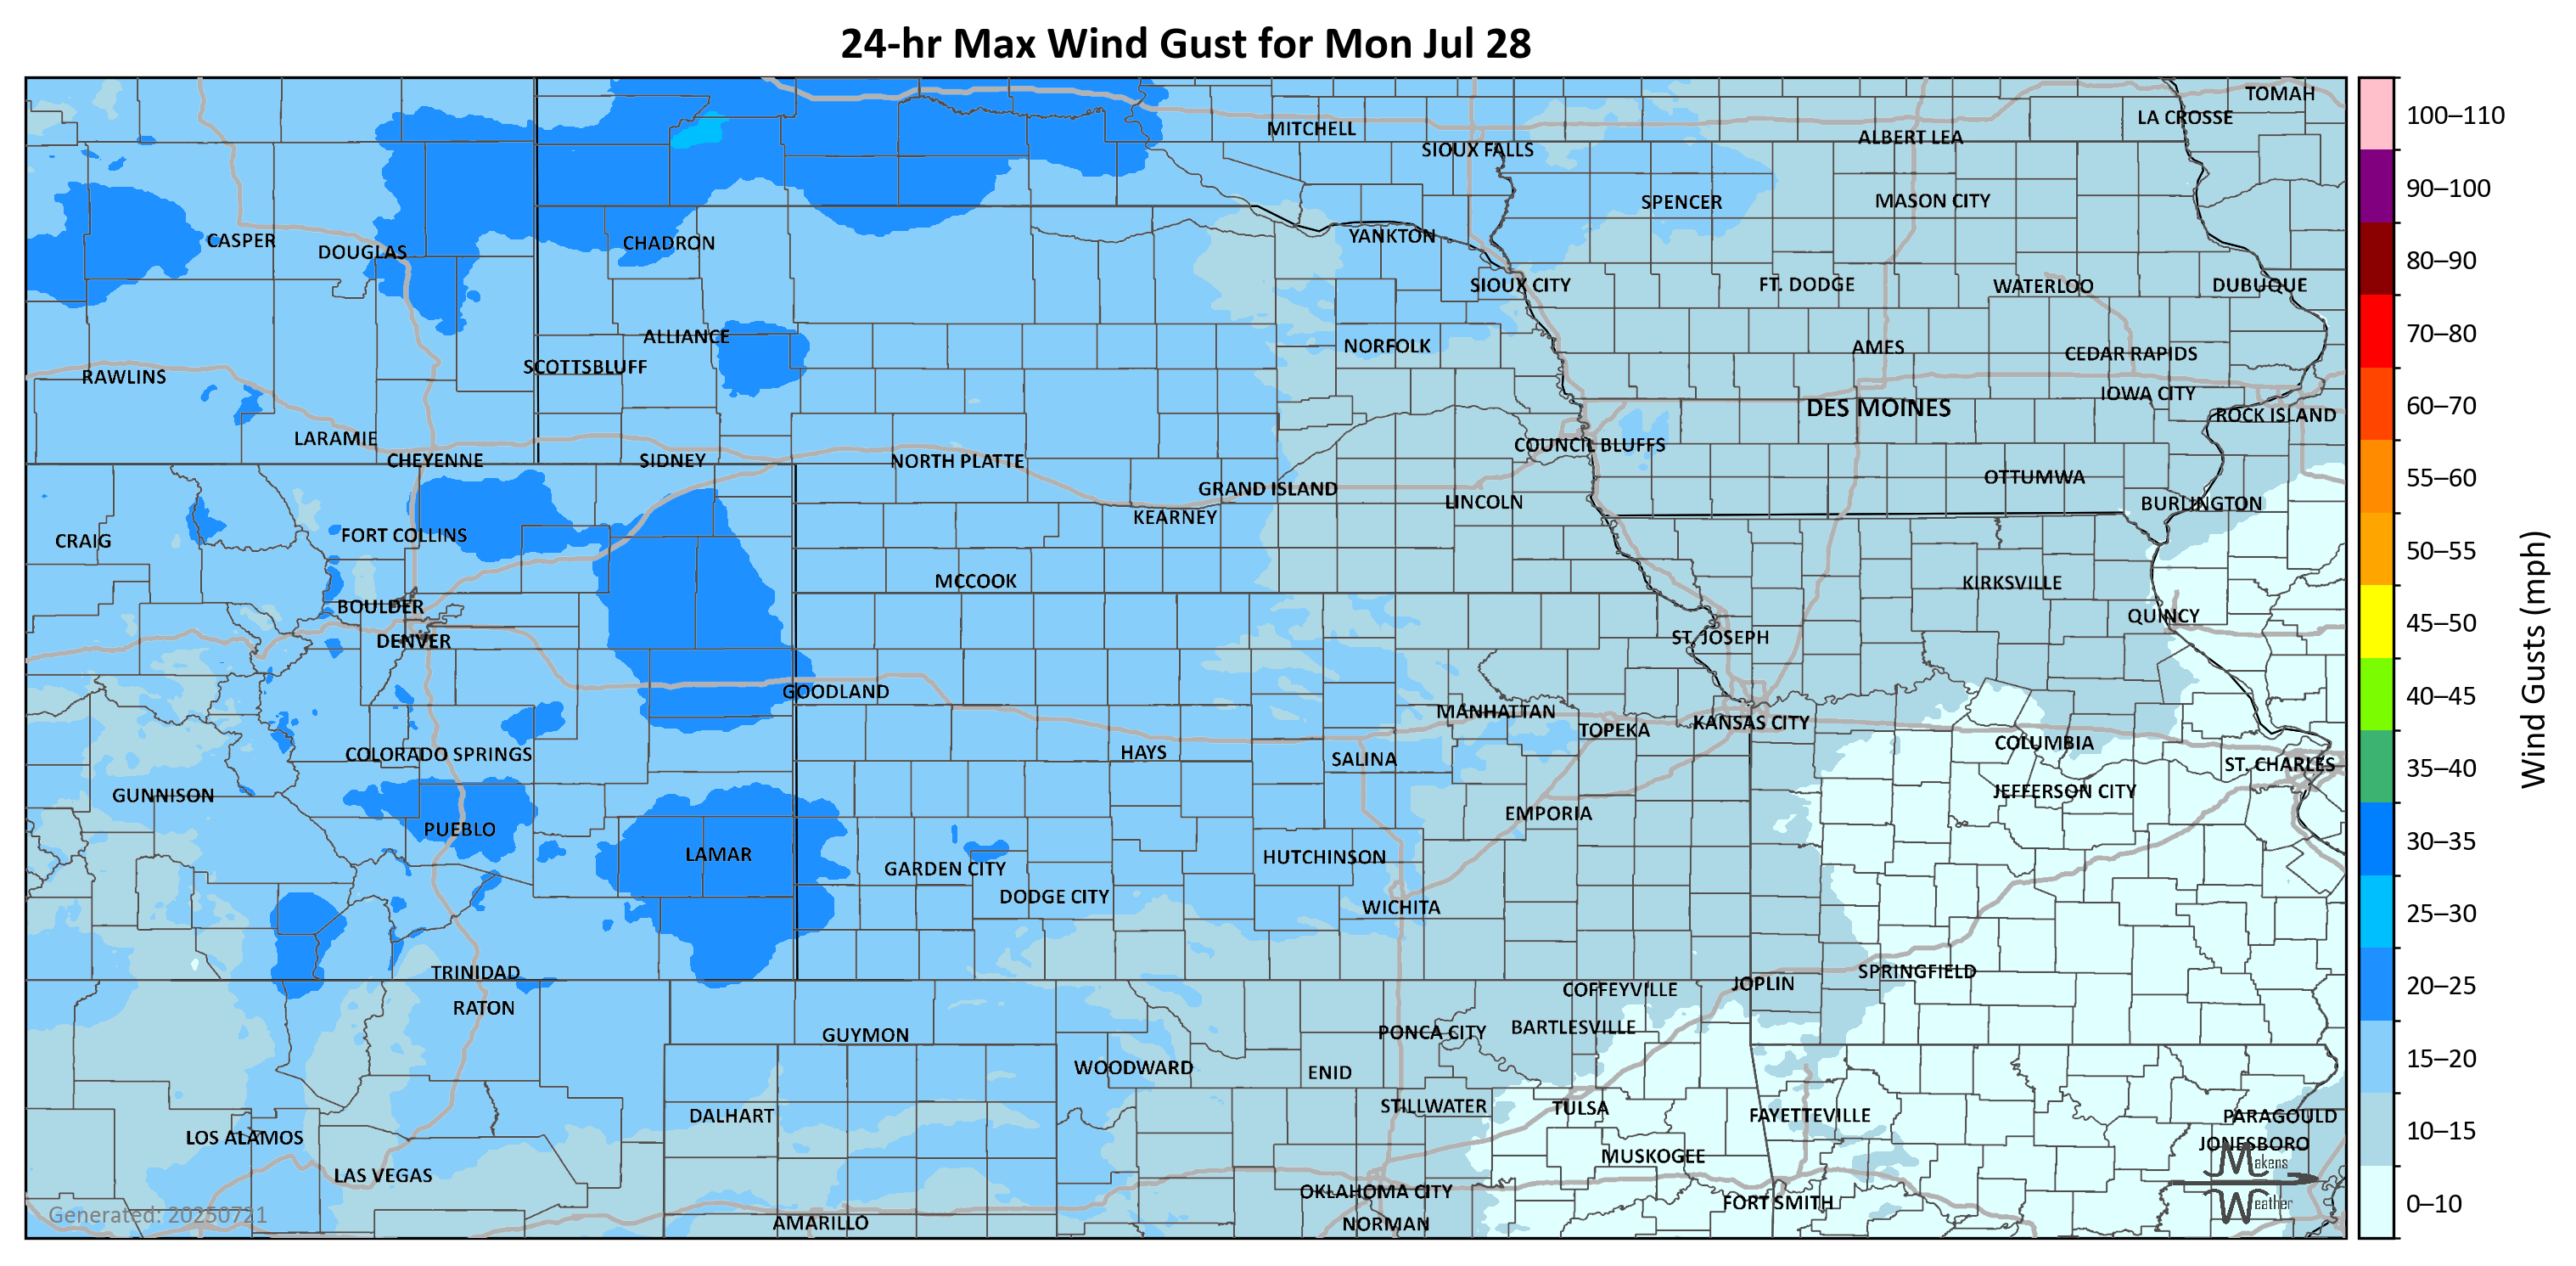 24-hr Max Wind Gust for Mon Jul 28
TOMAH
LA CROSSE
MITCHELL
ALBERT LEA
SIOUX FALLS
SPENCER
MASON CITY
CASPER
DOUGLAS
CHADRON
YANKTON
SIOUX CITY
FT. DODGE
WATERLOO
DUBUQUE
ALLIANCE
NORFOLK
AMES
CEDAR RAPIDS
SCOTTSBLUFF
RAWLINS
IOWA CITY
DES MOINES
ROCK ISLAND
LARAMIE
COUNCIL BLUFFS
CHEYENNE
SIDNEY
NORTH PLATTE
OTTUMWA
GRAND ISLAND
LINCOLN
BURLINGTON
KEARNEY
FORT COLLINS
CRAIG
MCCOOK
KIRKSVILLE
BOULDER
QUINCY
DENVER
ST. JOSEPH
GOODLAND
MANHATTAN
KANSAS CITY
TOPEKA
COLUMBIA
HAYS
COLORADO SPRINGS
SALINA
ST. CHARLES
GUNNISON
JEFFERSON CITY
EMPORIA
PUEBLO
LAMAR
HUTCHINSON
GARDEN CITY
DODGE CITY
WICHITA
TRINIDAD
SPRINGFIELD
JOPLIN
COFFEYVILLE
RATON
BARTLESVILLE
PONCA CITY
GUYMON
WOODWARD
ENID
STILLWATER
TULSA
DALHART
FAYETTEVILLE
PARAGOULD
LOS ALAMOS
JONESBORO
MUSKOGEE
LAS VEGAS
OKLAHOMA CITY
FORT SMITH
AMARILLO
NORMAN
Makens
Weather
Generated: 20250721
100–110
90–100
80–90
70–80
60–70
55–60
50–55
45–50
40–45
35–40
30–35
25–30
20–25
15–20
10–15
0–10
Wind Gusts (mph)